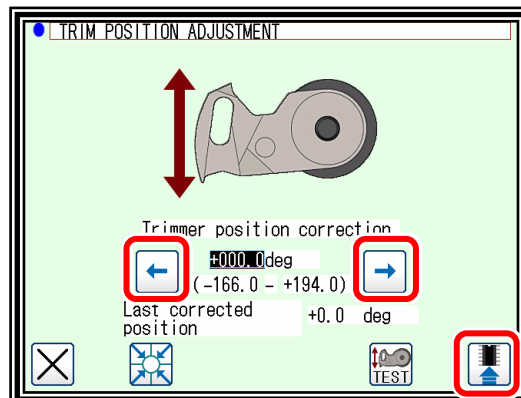 TRIM POSITION ADJUSTMENT
Trimmer position correction
+000.0deg
(-166.0 - +194.0)
Last corrected position +0.0 deg
TEST
TEST